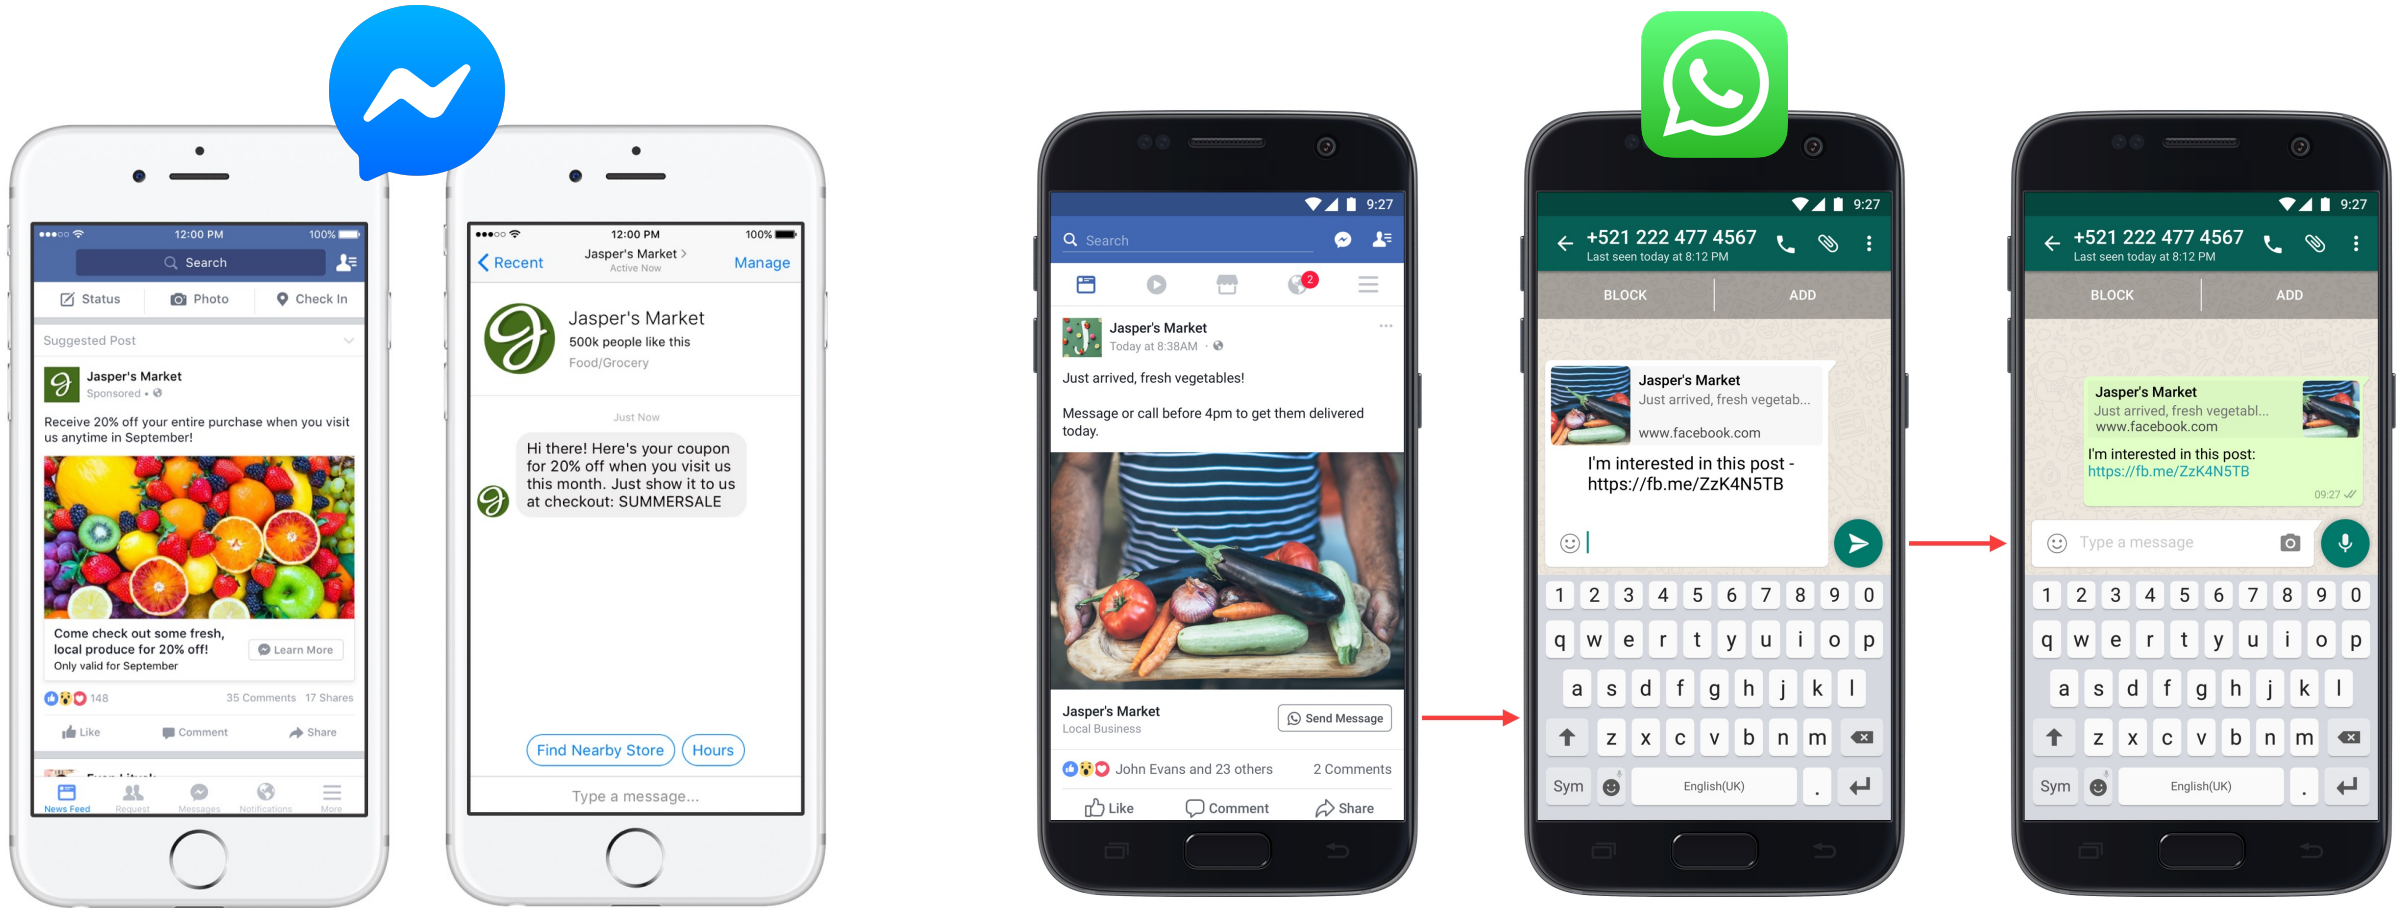 12:00 PM
100%
Search
Status
Photo
Check In
Suggested Post
Jasper's Market
Sponsored •
Receive 20% off your entire purchase when you visit
us anytime in September!
Come check out some fresh,
local produce for 20% off!
Only valid for September
Learn More
148
35 Comments
17 Shares
Like
Comment
Share
News Feed
Request
Messages
Notifications
More
12:00 PM
100%
Recent
Jasper's Market >
Active Now
Manage
Jasper's Market
500k people like this
Food/Grocery
Just Now
Hi there! Here's your coupon
for 20% off when you visit us
this month. Just show it to us
at checkout: SUMMERSALE
Find Nearby Store
Hours
Type a message...
9:27
Search
2
Jasper's Market
Today at 8:38AM ·
Just arrived, fresh vegetables!
Message or call before 4pm to get them delivered
today.
Jasper's Market
Local Business
Send Message
John Evans and 23 others
2 Comments
Like
Comment
Share
9:27
+521 222 477 4567
Last seen today at 8:12 PM
BLOCK
ADD
Jasper's Market
Just arrived, fresh vegetab...
www.facebook.com
I'm interested in this post -
https://fb.me/ZzK4N5TB
1 2 3 4 5 6 7 8 9 0
q w e r t y u i o p
a s d f g h j k l
z x c v b n m
Sym
English(UK)
.
9:27
+521 222 477 4567
Last seen today at 8:12 PM
BLOCK
ADD
Jasper's Market
Just arrived, fresh vegetabl...
www.facebook.com
I'm interested in this post:
https://fb.me/ZzK4N5TB
09:27
Type a message
1 2 3 4 5 6 7 8 9 0
q w e r t y u i o p
a s d f g h j k l
z x c v b n m
Sym
English(UK)
.